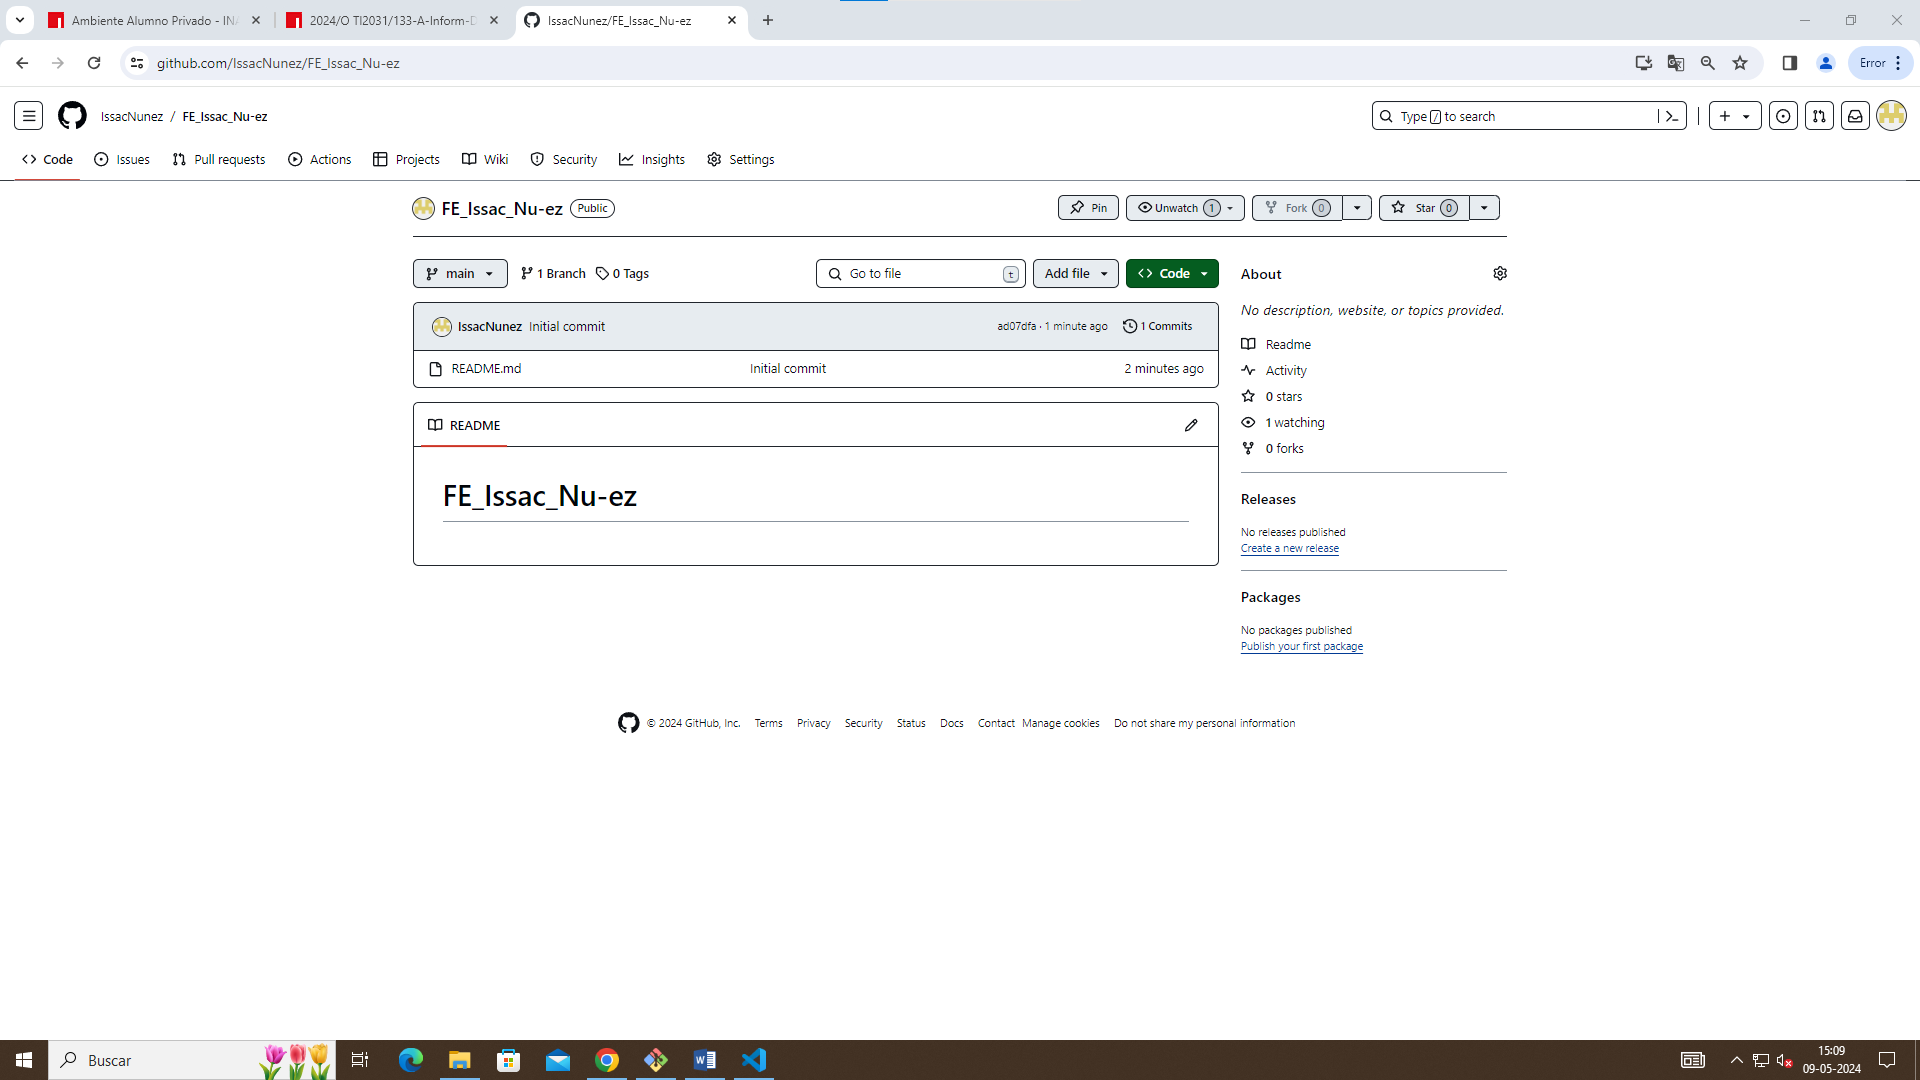 Ambiente Alumno Privado - INA
2024/O TI2031/133-A-Inform-D
IssacNunez/FE_Issac_Nu-ez
github.com/IssacNunez/FE_Issac_Nu-ez
Error
IssacNunez / FE_Issac_Nu-ez
Type / to search
Code Issues Pull requests Actions Projects Wiki Security Insights Settings
FE_Issac_Nu-ez Public
Pin Unwatch 1 Fork 0 Star 0
main 1 Branch 0 Tags Go to file t Add file Code
IssacNunez Initial commit ad07dfa · 1 minute ago 1 Commits
README.md Initial commit 2 minutes ago
README
FE_Issac_Nu-ez
About
No description, website, or topics provided.
Readme
Activity
0 stars
1 watching
0 forks
Releases
No releases published
Create a new release
Packages
No packages published
Publish your first package
© 2024 GitHub, Inc. Terms Privacy Security Status Docs Contact Manage cookies Do not share my personal information
Buscar
15:09
09-05-2024